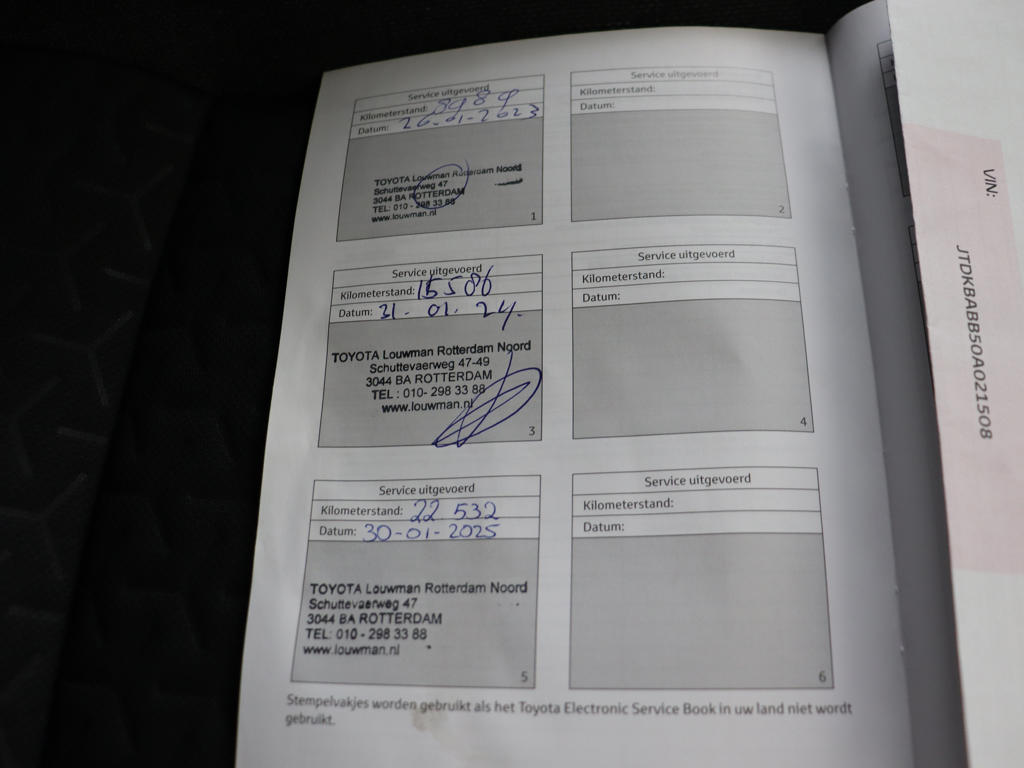 Service uitgevoerd
Kilometerstand: 8989
Datum: 26-01-2023
TOYOTA Louwman Rotterdam Noord
Schuttevaerweg 47
3044 BA ROTTERDAM
TEL: 010 - 298 33 88
www.louwman.nl
1
Service uitgevoerd
Kilometerstand:
Datum:
2
Service uitgevoerd
Kilometerstand: 15586
Datum: 31-01.24.
TOYOTA Louwman Rotterdam Noord
Schuttevaerweg 47-49
3044 BA ROTTERDAM
TEL : 010- 298 33 88
www.louwman.nl
3
Service uitgevoerd
Kilometerstand:
Datum:
4
Service uitgevoerd
Kilometerstand: 22 532
Datum: 30-01-2025
TOYOTA Louwman Rotterdam Noord
Schuttevaerweg 47
3044 BA ROTTERDAM
TEL: 010 - 298 33 88
www.louwman.nl
5
Service uitgevoerd
Kilometerstand:
Datum:
6
Stempelvakjes worden gebruikt als het Toyota Electronic Service Book in uw land niet wordt
gebruikt.
VIN:
JTDKBABB50A021508